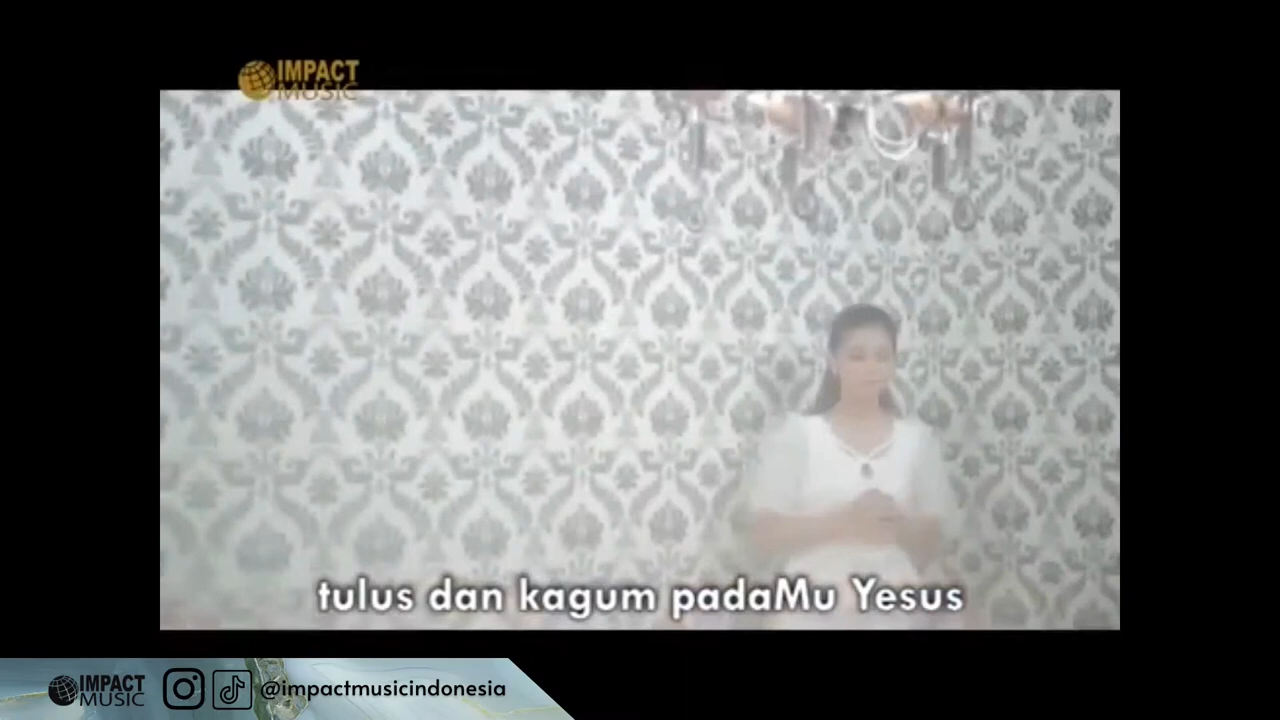 IMPACT
MUSIC
tulus dan kagum padaMu Yesus
IMPACT
MUSIC
@impactmusicindonesia